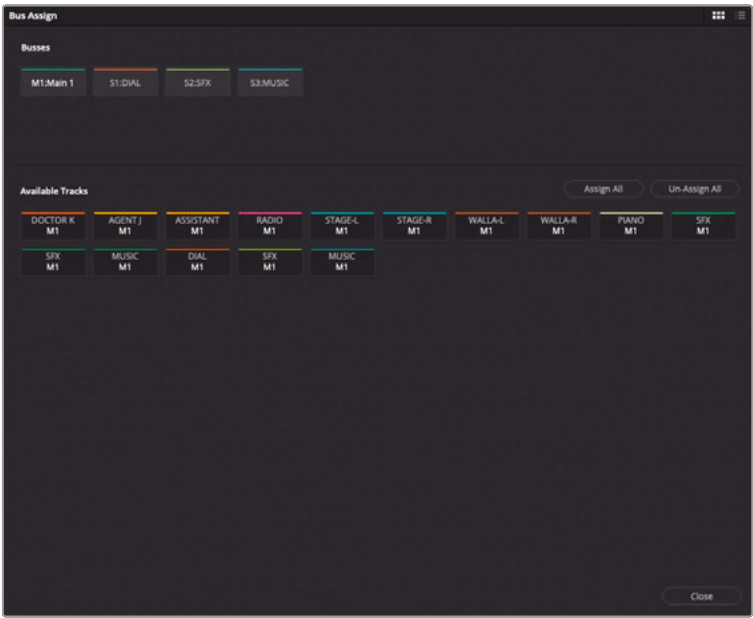 Bus Assign
Busses
M1:Main 1 S1:DIAL S2:SFX S3:MUSIC
Available Tracks Assign All Un-Assign All
DOCTOR K AGENT J ASSISTANT RADIO STAGE-L STAGE-R WALLA-L WALLA-R PIANO SFX
M1 M1 M1 M1 M1 M1 M1 M1 M1 M1
SFX MUSIC DIAL SFX MUSIC
M1 M1 M1 M1 M1
Close